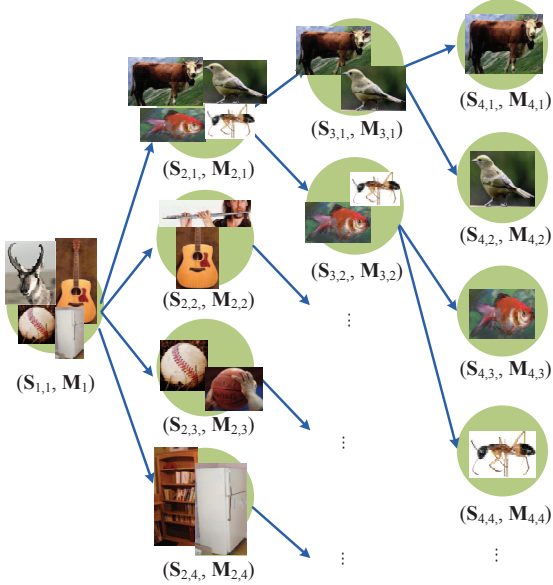 (S4,1,, M4,1)
(S3,1,, M3,1)
(S2,1,, M2,1)
(S4,2,, M4,2)
(S3,2,, M3,2)
(S2,2,, M2,2)
⋮
(S1,1, M1)
(S4,3,, M4,3)
(S2,3,, M2,3)
⋮
(S4,4,, M4,4)
(S2,4,, M2,4)
⋮
⋮